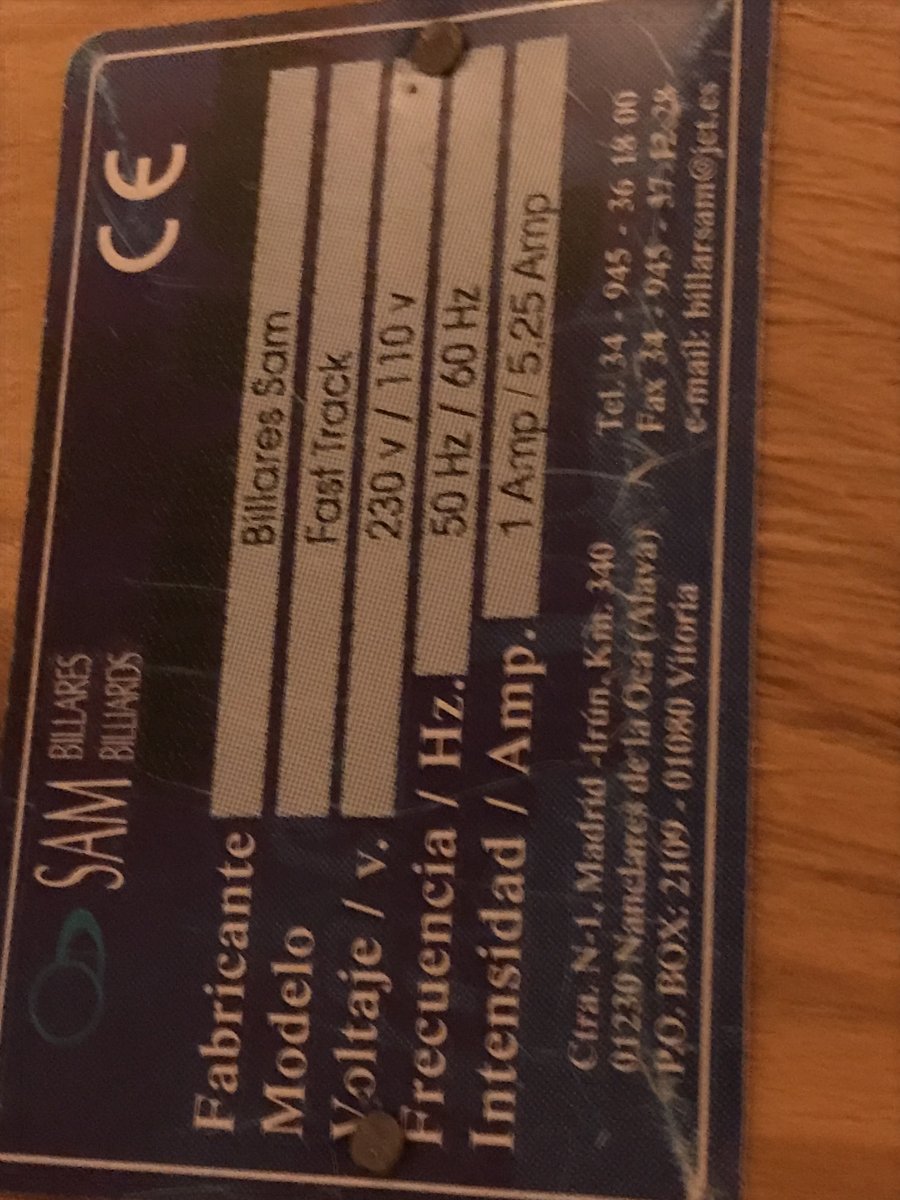 SAM BILLARES
BILLIARDS
CE
Fabricante Billares Sam
Modelo Fast Track
Voltaje / v. 230 v / 110 v
Frecuencia / Hz. 50 Hz / 60 Hz
Intensidad / Amp. 1 Amp / 5,25 Amp
Ctra. N-1, Madrid -Irún, Km. 340
01230 Nanclares de la Oca (Alava)
P.O. BOX: 2109 - 01080 Vitoria
Tel. 34 - 945 - 36 18 00
Fax 34 - 945 - 37 12
e-mail: billarsam@jet.es